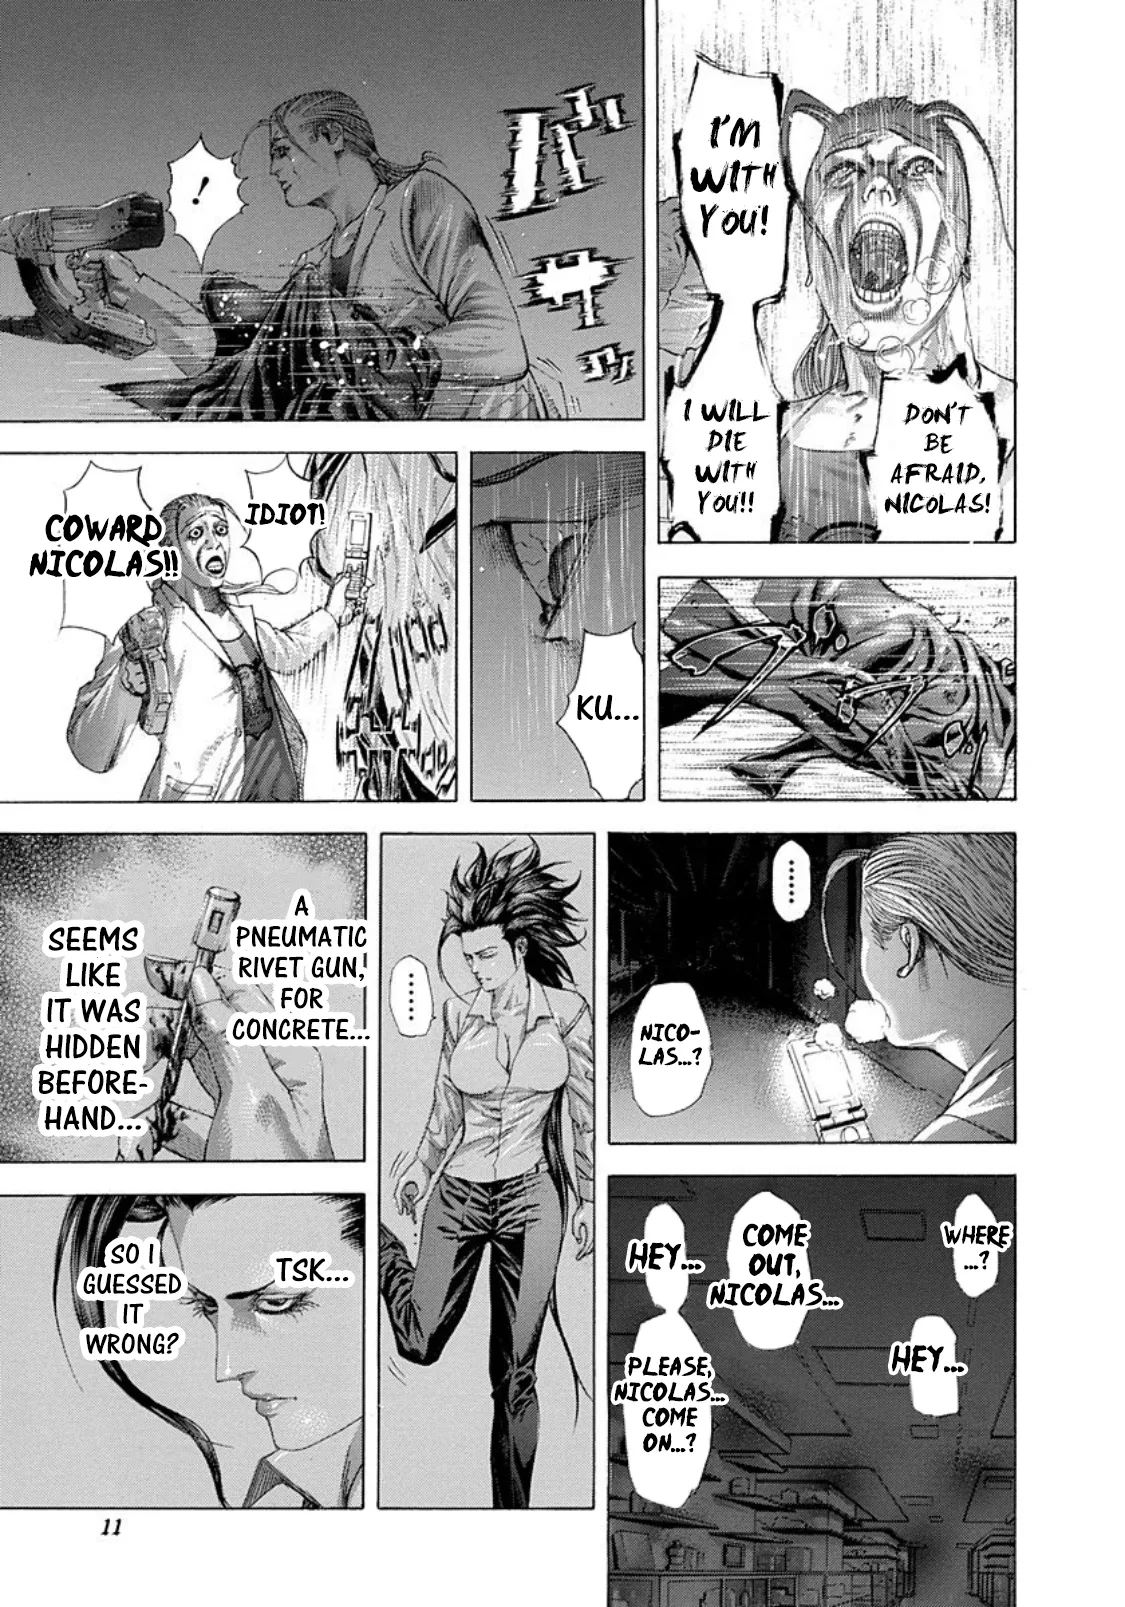 I'M
WITH
YOU!
DON'T
BE
AFRAID,
NICOLAS!
I WILL
DIE
WITH
YOU!!
!
KU...
IDIOT!
COWARD
NICOLAS!!
........
NICO-
LAS...?
WHERE
...?
HEY...
COME
OUT,
NICOLAS...
HEY...
PLEASE,
NICOLAS...
COME
ON...?
........
A
PNEUMATIC
RIVET GUN,
FOR
CONCRETE...
SEEMS
LIKE
IT WAS
HIDDEN
BEFORE-
HAND...
TSK...
SO I
GUESSED
IT
WRONG?
11